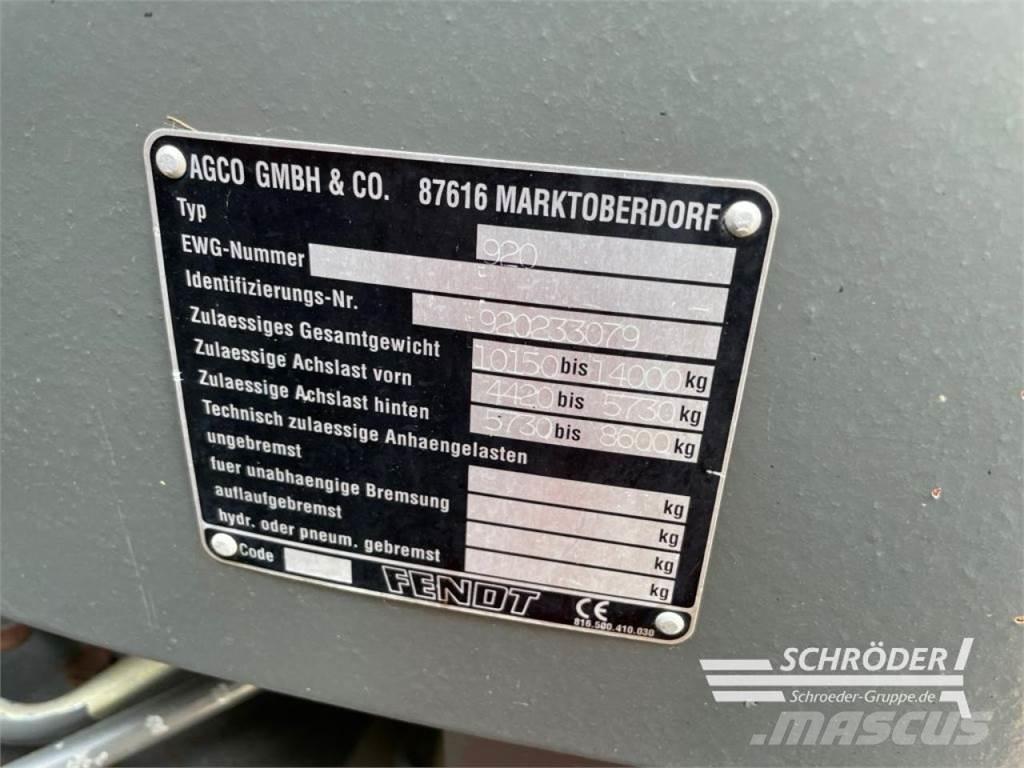 AGCO GMBH & CO. 87616 MARKTOBERDORF
Typ 920
EWG-Nummer
Identifizierungs-Nr. 920233079
Zulaessiges Gesamtgewicht 10150 bis 14000 kg
Zulaessige Achslast vorn 4420 bis 5730 kg
Zulaessige Achslast hinten 5730 bis 8600 kg
Technisch zulaessige Anhaengelasten
ungebremst kg
fuer unabhaengige Bremsung kg
auflaufgebremst kg
hydr. oder pneum. gebremst kg
Code
FENDT CE
816.500.410.030
SCHRÖDER
Schroeder-Gruppe.de
mascus